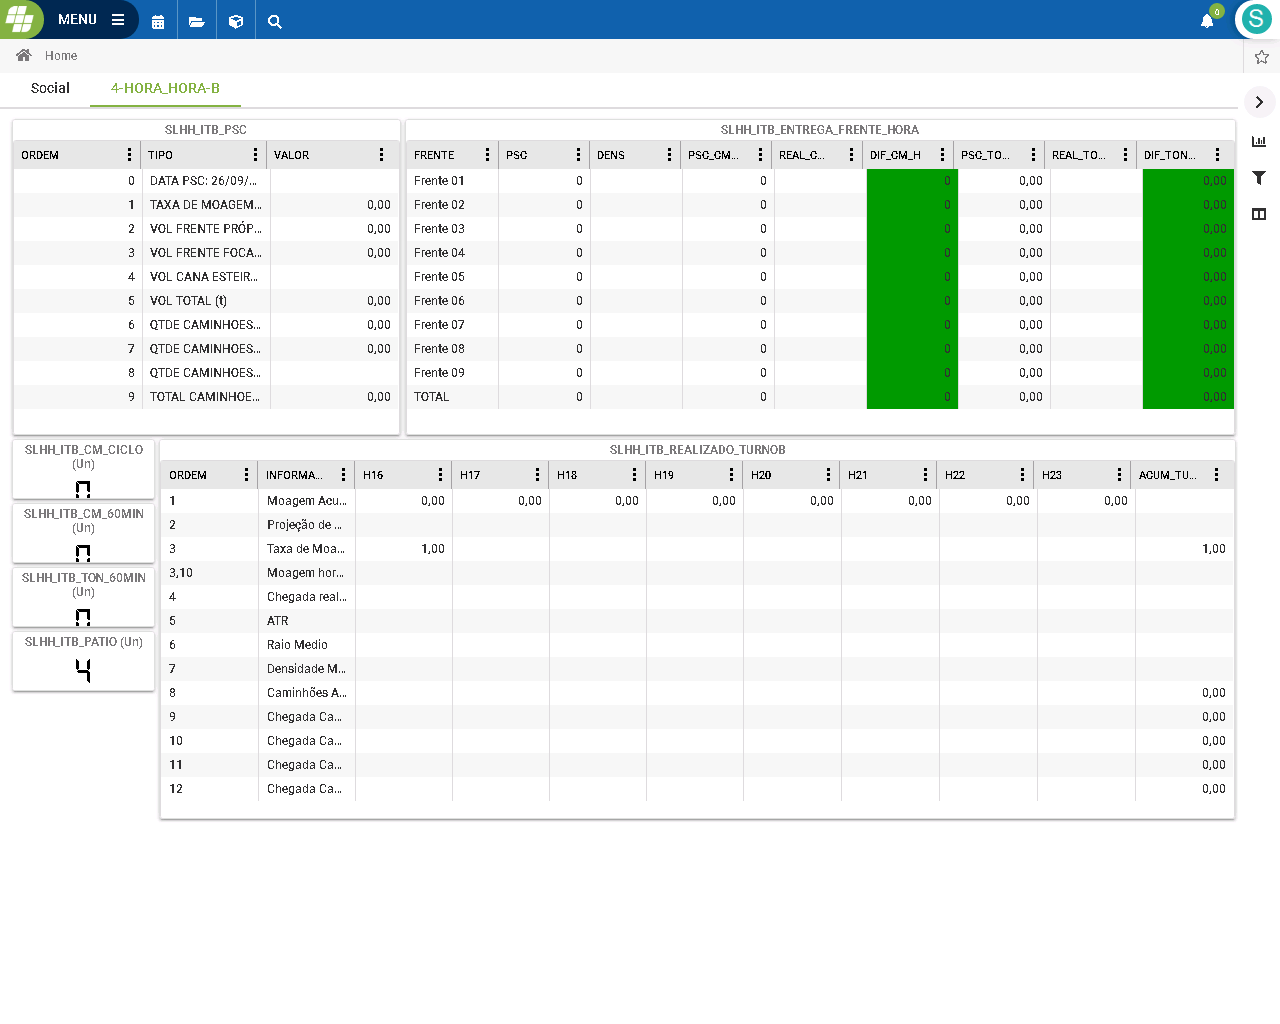 MENU
0
S
Home
Social 4-HORA_HORA-B
SLHH_ITB_PSC
ORDEM TIPO VALOR
0 DATA PSC: 26/09/...
1 TAXA DE MOAGEM... 0,00
2 VOL FRENTE PRÓP... 0,00
3 VOL FRENTE FOCA... 0,00
4 VOL CANA ESTEIR...
5 VOL TOTAL (t) 0,00
6 QTDE CAMINHOES... 0,00
7 QTDE CAMINHOES... 0,00
8 QTDE CAMINHOES...
9 TOTAL CAMINHOE... 0,00
SLHH_ITB_ENTREGA_FRENTE_HORA
FRENTE PSC DENS PSC_CM... REAL_C... DIF_CM_H PSC_TO... REAL_TO... DIF_TON...
Frente 01 0 0 0 0,00 0,00
Frente 02 0 0 0 0,00 0,00
Frente 03 0 0 0 0,00 0,00
Frente 04 0 0 0 0,00 0,00
Frente 05 0 0 0 0,00 0,00
Frente 06 0 0 0 0,00 0,00
Frente 07 0 0 0 0,00 0,00
Frente 08 0 0 0 0,00 0,00
Frente 09 0 0 0 0,00 0,00
TOTAL 0 0 0 0,00 0,00
SLHH_ITB_CM_CICLO
(Un)
0
SLHH_ITB_CM_60MIN
(Un)
0
SLHH_ITB_TON_60MIN
(Un)
0
SLHH_ITB_PATIO (Un)
4
SLHH_ITB_REALIZADO_TURNOB
ORDEM INFORMA... H16 H17 H18 H19 H20 H21 H22 H23 ACUM_TU...
1 Moagem Acu... 0,00 0,00 0,00 0,00 0,00 0,00 0,00 0,00
2 Projeção de ...
3 Taxa de Moa... 1,00 1,00
3,10 Moagem hor...
4 Chegada real...
5 ATR
6 Raio Medio
7 Densidade M...
8 Caminhões A... 0,00
9 Chegada Ca... 0,00
10 Chegada Ca... 0,00
11 Chegada Ca... 0,00
12 Chegada Ca... 0,00